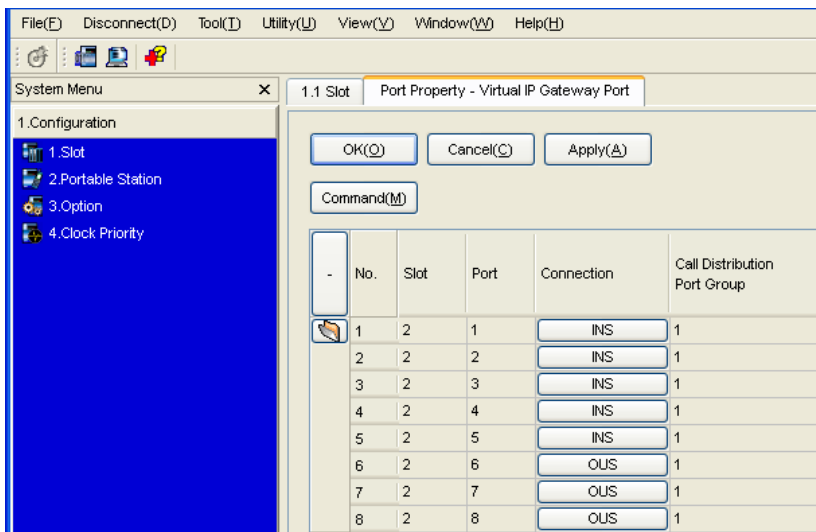 File(F) Disconnect(D) Tool(T) Utility(U) View(V) Window(W) Help(H)
System Menu X
1.Configuration
1.Slot
2.Portable Station
3.Option
4.Clock Priority
1.1 Slot Port Property - Virtual IP Gateway Port
OK(O) Cancel(C) Apply(A)
Command(M)
- No. Slot Port Connection Call Distribution
Port Group
1 2 1 INS 1
2 2 2 INS 1
3 2 3 INS 1
4 2 4 INS 1
5 2 5 INS 1
6 2 6 OUS 1
7 2 7 OUS 1
8 2 8 OUS 1